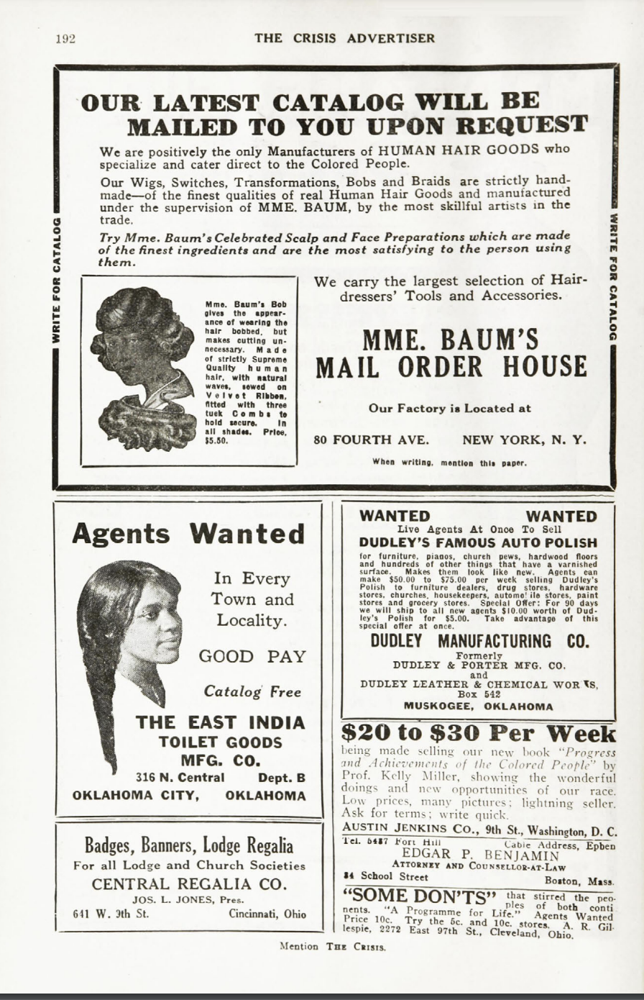 192
THE CRISIS ADVERTISER
OUR LATEST CATALOG WILL BE
MAILED TO YOU UPON REQUEST
We are positively the only Manufacturers of HUMAN HAIR GOODS who
specialize and cater direct to the Colored People.
Our Wigs, Switches, Transformations, Bobs and Braids are strictly hand-
made—of the finest qualities of real Human Hair Goods and manufactured
under the supervision of MME. BAUM, by the most skillful artists in the
trade.
Try Mme. Baum's Celebrated Scalp and Face Preparations which are made
of the finest ingredients and are the most satisfying to the person using
them.
WRITE FOR CATALOG
WRITE FOR CATALOG
Mme. Baum's Bob
gives the appear-
ance of wearing the
hair bobbed, but
makes cutting un-
necessary. Made
of strictly Supreme
Quality human
hair, with natural
waves, sewed on
Velvet Ribbon,
fitted with three
tuck Combs to
hold secure. In
all shades. Price,
$5.50.
We carry the largest selection of Hair-
dressers' Tools and Accessories.
MME. BAUM'S
MAIL ORDER HOUSE
Our Factory is Located at
80 FOURTH AVE. NEW YORK, N. Y.
When writing, mention this paper.
Agents Wanted
In Every
Town and
Locality.
GOOD PAY
Catalog Free
THE EAST INDIA
TOILET GOODS
MFG. CO.
316 N. Central Dept. B
OKLAHOMA CITY, OKLAHOMA
Badges, Banners, Lodge Regalia
For all Lodge and Church Societies
CENTRAL REGALIA CO.
JOS. L. JONES, Pres.
641 W. 9th St. Cincinnati, Ohio
WANTED WANTED
Live Agents At Once To Sell
DUDLEY'S FAMOUS AUTO POLISH
for furniture, pianos, church pews, hardwood floors
and hundreds of other things that have a varnished
surface. Makes them look like new. Agents can
make $50.00 to $75.00 per week selling Dudley's
Polish to furniture dealers, drug stores, hardware
stores, churches, housekeepers, automo ile stores, paint
stores and grocery stores. Special Offer: For 90 days
we will ship to all new agents $10.00 worth of Dud-
ley's Polish for $5.00. Take advantage of this
special offer at once.
DUDLEY MANUFACTURING CO.
Formerly
DUDLEY & PORTER MFG. CO.
and
DUDLEY LEATHER & CHEMICAL WORKS,
Box 542
MUSKOGEE, OKLAHOMA
$20 to $30 Per Week
being made selling our new book "Progress
and Achievements of the Colored People" by
Prof. Kelly Miller, showing the wonderful
doings and new opportunities of our race.
Low prices, many pictures; lightning seller.
Ask for terms; write quick.
AUSTIN JENKINS CO., 9th St., Washington, D. C.
Tel. 5487 Fort Hill Cable Address, Epben
EDGAR P. BENJAMIN
ATTORNEY AND COUNSELLOR-AT-LAW
34 School Street Boston, Mass.
"SOME DON'TS" that stirred the peo-
ples of both conti
nents. "A Programme for Life." Agents Wanted
Price 10c. Try the 5c. and 10c. stores. A. R. Gil-
lespie, 2272 East 97th St., Cleveland, Ohio.
Mention THE CRISIS.